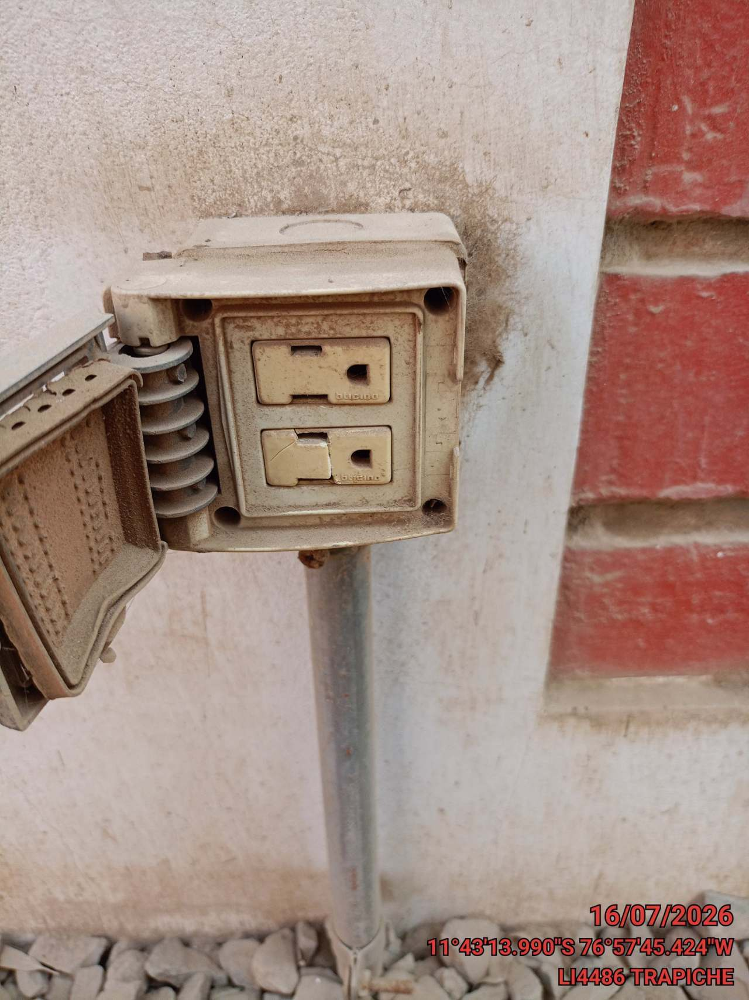 bticino
bticino
16/07/2026
11°43'13.990"S 76°57'45.424"W
LI4486 TRAPICHE